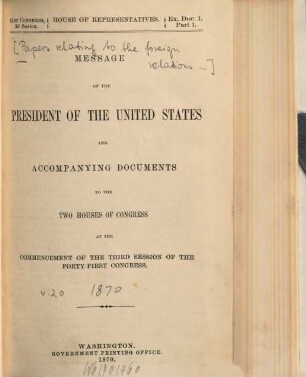 41st Congress, HOUSE OF REPRESENTATIVES. Ex. Doc. 1,
3d Session. Part 1.
[Papers relating to the foreign
relations ...]
MESSAGE
OF THE
PRESIDENT OF THE UNITED STATES
AND
ACCOMPANYING DOCUMENTS
TO THE
TWO HOUSES OF CONGRESS
AT THE
COMMENCEMENT OF THE THIRD SESSION OF THE
FORTY-FIRST CONGRESS.
v.20 1870
WASHINGTON,
GOVERNMENT PRINTING OFFICE.
1870.